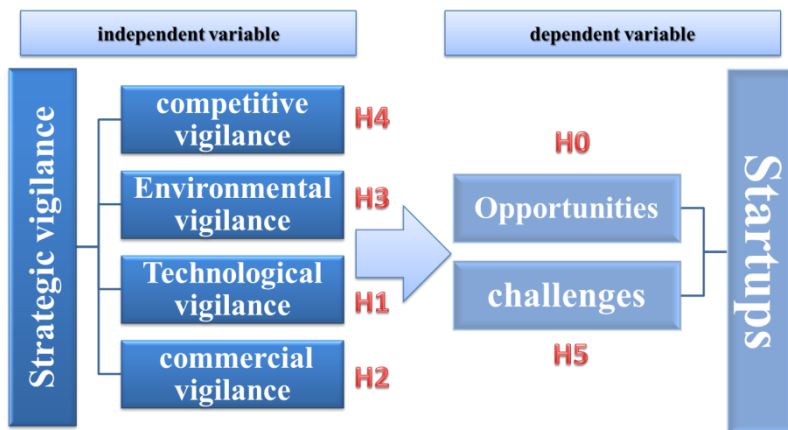 independent variable
dependent variable
Strategic vigilance
competitive
vigilance
H4
Environmental
vigilance
H3
Technological
vigilance
H1
commercial
vigilance
H2
H0
Opportunities
challenges
H5
Startups